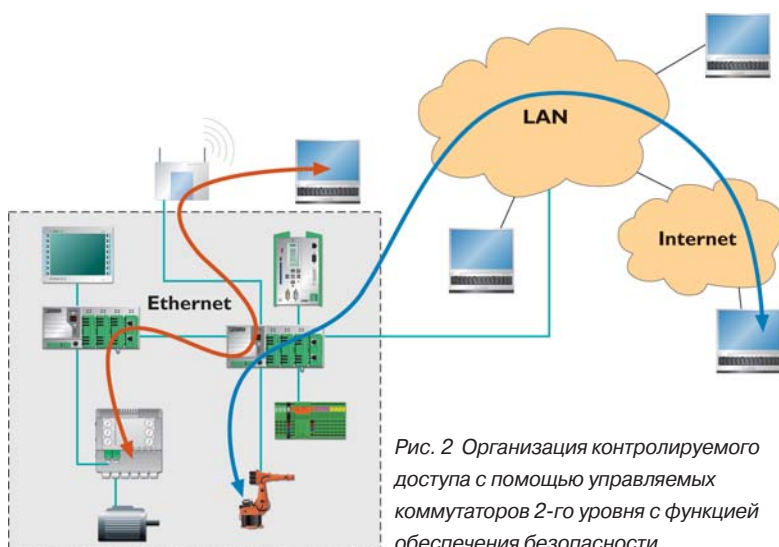 LAN
Internet
Ethernet
Рис. 2 Организация контролируемого
доступа с помощью управляемых
коммутаторов 2-го уровня с функцией
обеспечения безопасности